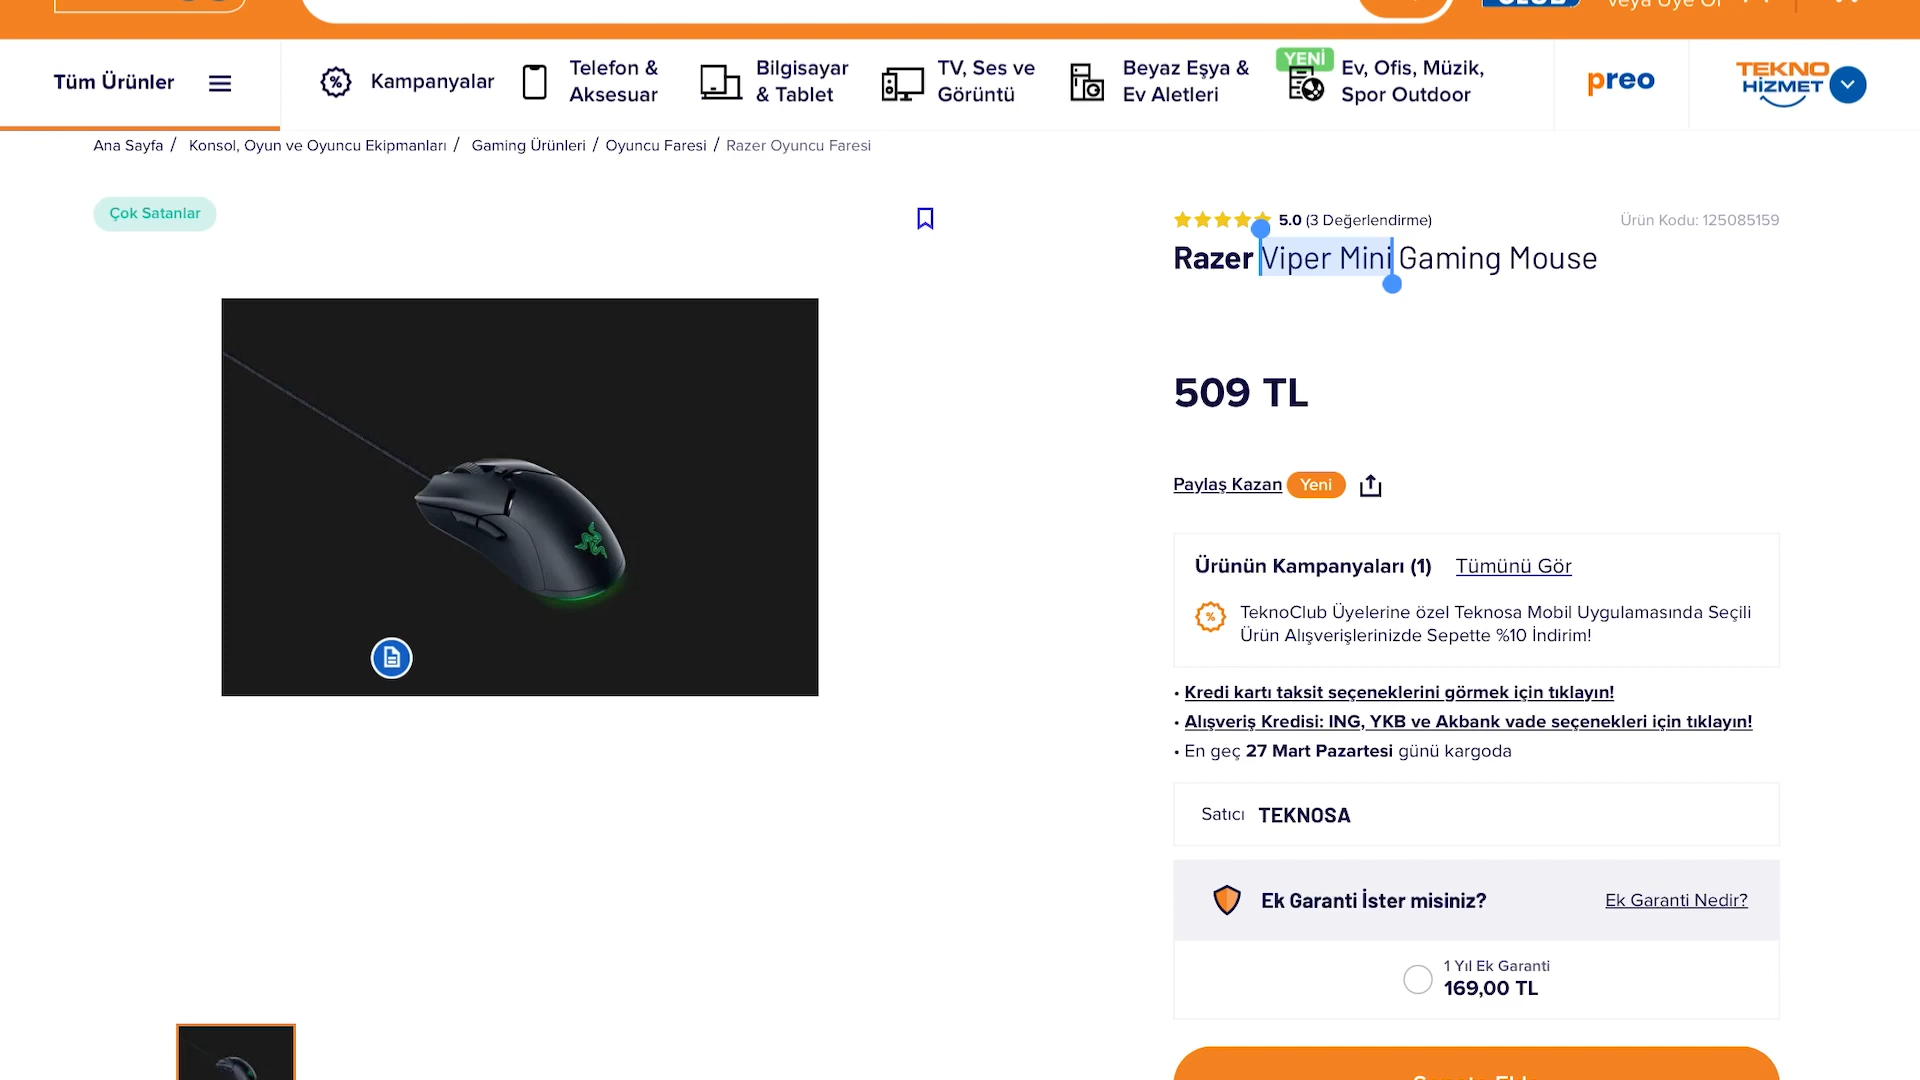 Tüm Ürünler
Kampanyalar
Telefon &
Aksesuar
Bilgisayar
& Tablet
TV, Ses ve
Görüntü
Beyaz Eşya &
Ev Aletleri
YENİ
Ev, Ofis, Müzik,
Spor Outdoor
preo
TEKNO
HİZMET
Ana Sayfa / Konsol, Oyun ve Oyuncu Ekipmanları / Gaming Ürünleri / Oyuncu Faresi / Razer Oyuncu Faresi
Çok Satanlar
5.0 (3 Değerlendirme)
Ürün Kodu: 125085159
Razer Viper Mini Gaming Mouse
509 TL
Paylaş Kazan Yeni
Ürünün Kampanyaları (1) Tümünü Gör
% TeknoClub Üyelerine özel Teknosa Mobil Uygulamasında Seçili
Ürün Alışverişlerinizde Sepette %10 İndirim!
• Kredi kartı taksit seçeneklerini görmek için tıklayın!
• Alışveriş Kredisi: ING, YKB ve Akbank vade seçenekleri için tıklayın!
• En geç 27 Mart Pazartesi günü kargoda
Satıcı TEKNOSA
Ek Garanti İster misiniz? Ek Garanti Nedir?
1 Yıl Ek Garanti
169,00 TL